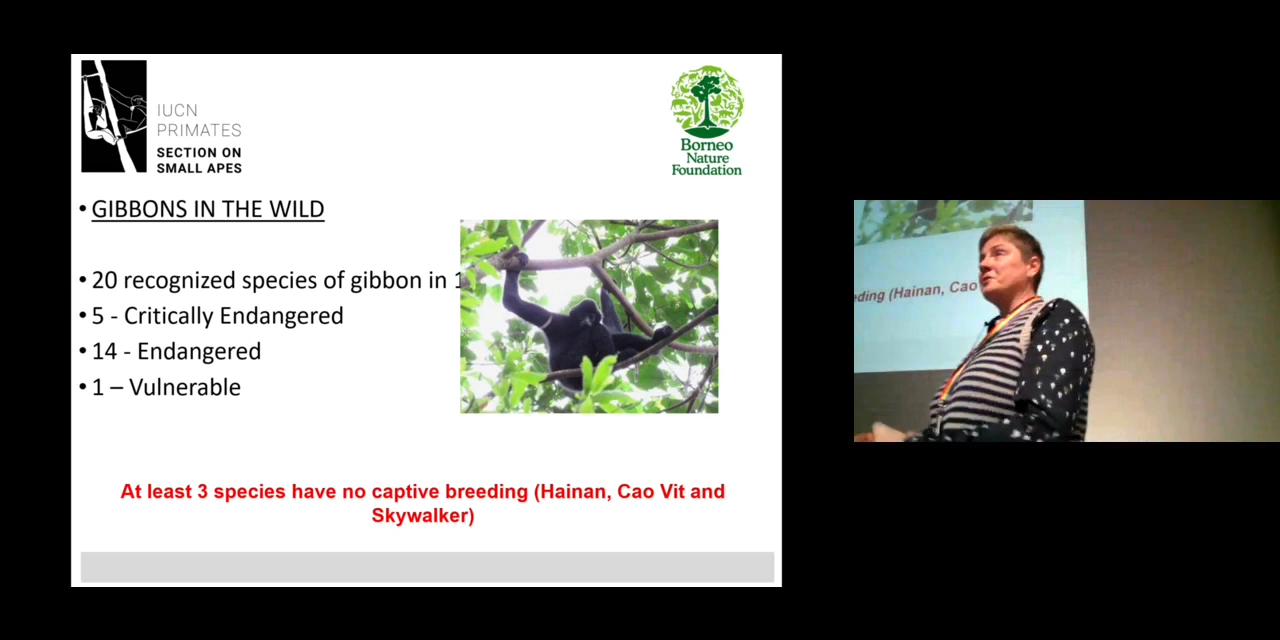 IUCN
PRIMATES
SECTION ON
SMALL APES
Borneo
Nature
Foundation
• GIBBONS IN THE WILD
• 20 recognized species of gibbon in 1
• 5 - Critically Endangered
• 14 - Endangered
• 1 – Vulnerable
At least 3 species have no captive breeding (Hainan, Cao Vit and
Skywalker)
eding (Hainan, Cao